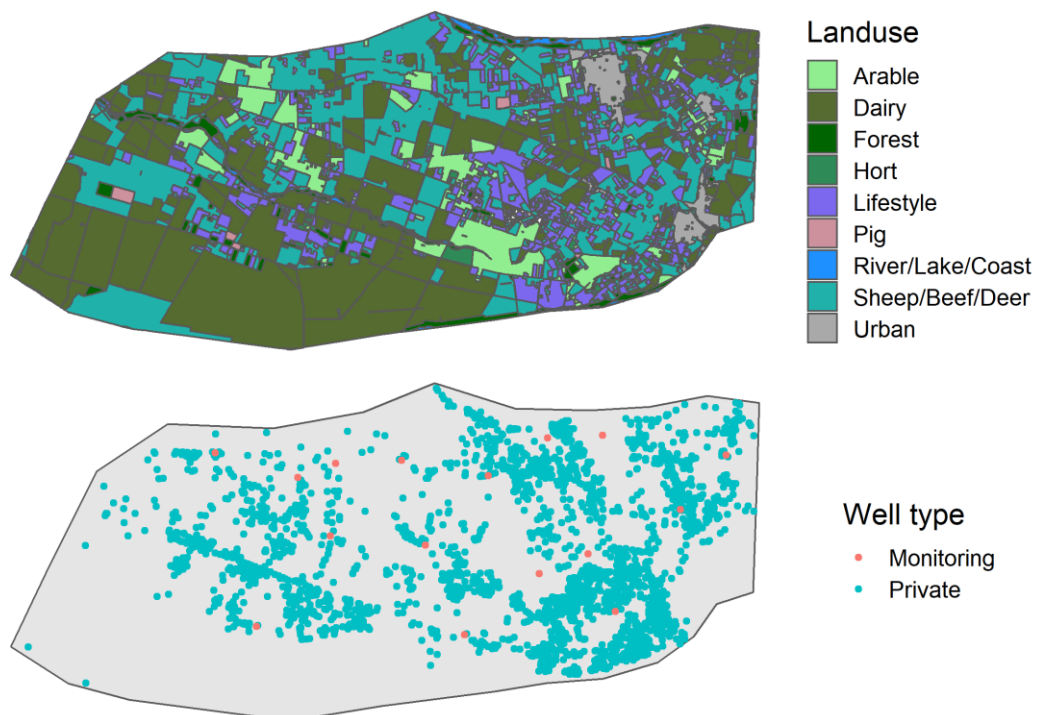 Landuse
Arable
Dairy
Forest
Hort
Lifestyle
Pig
River/Lake/Coast
Sheep/Beef/Deer
Urban
Well type
Monitoring
Private